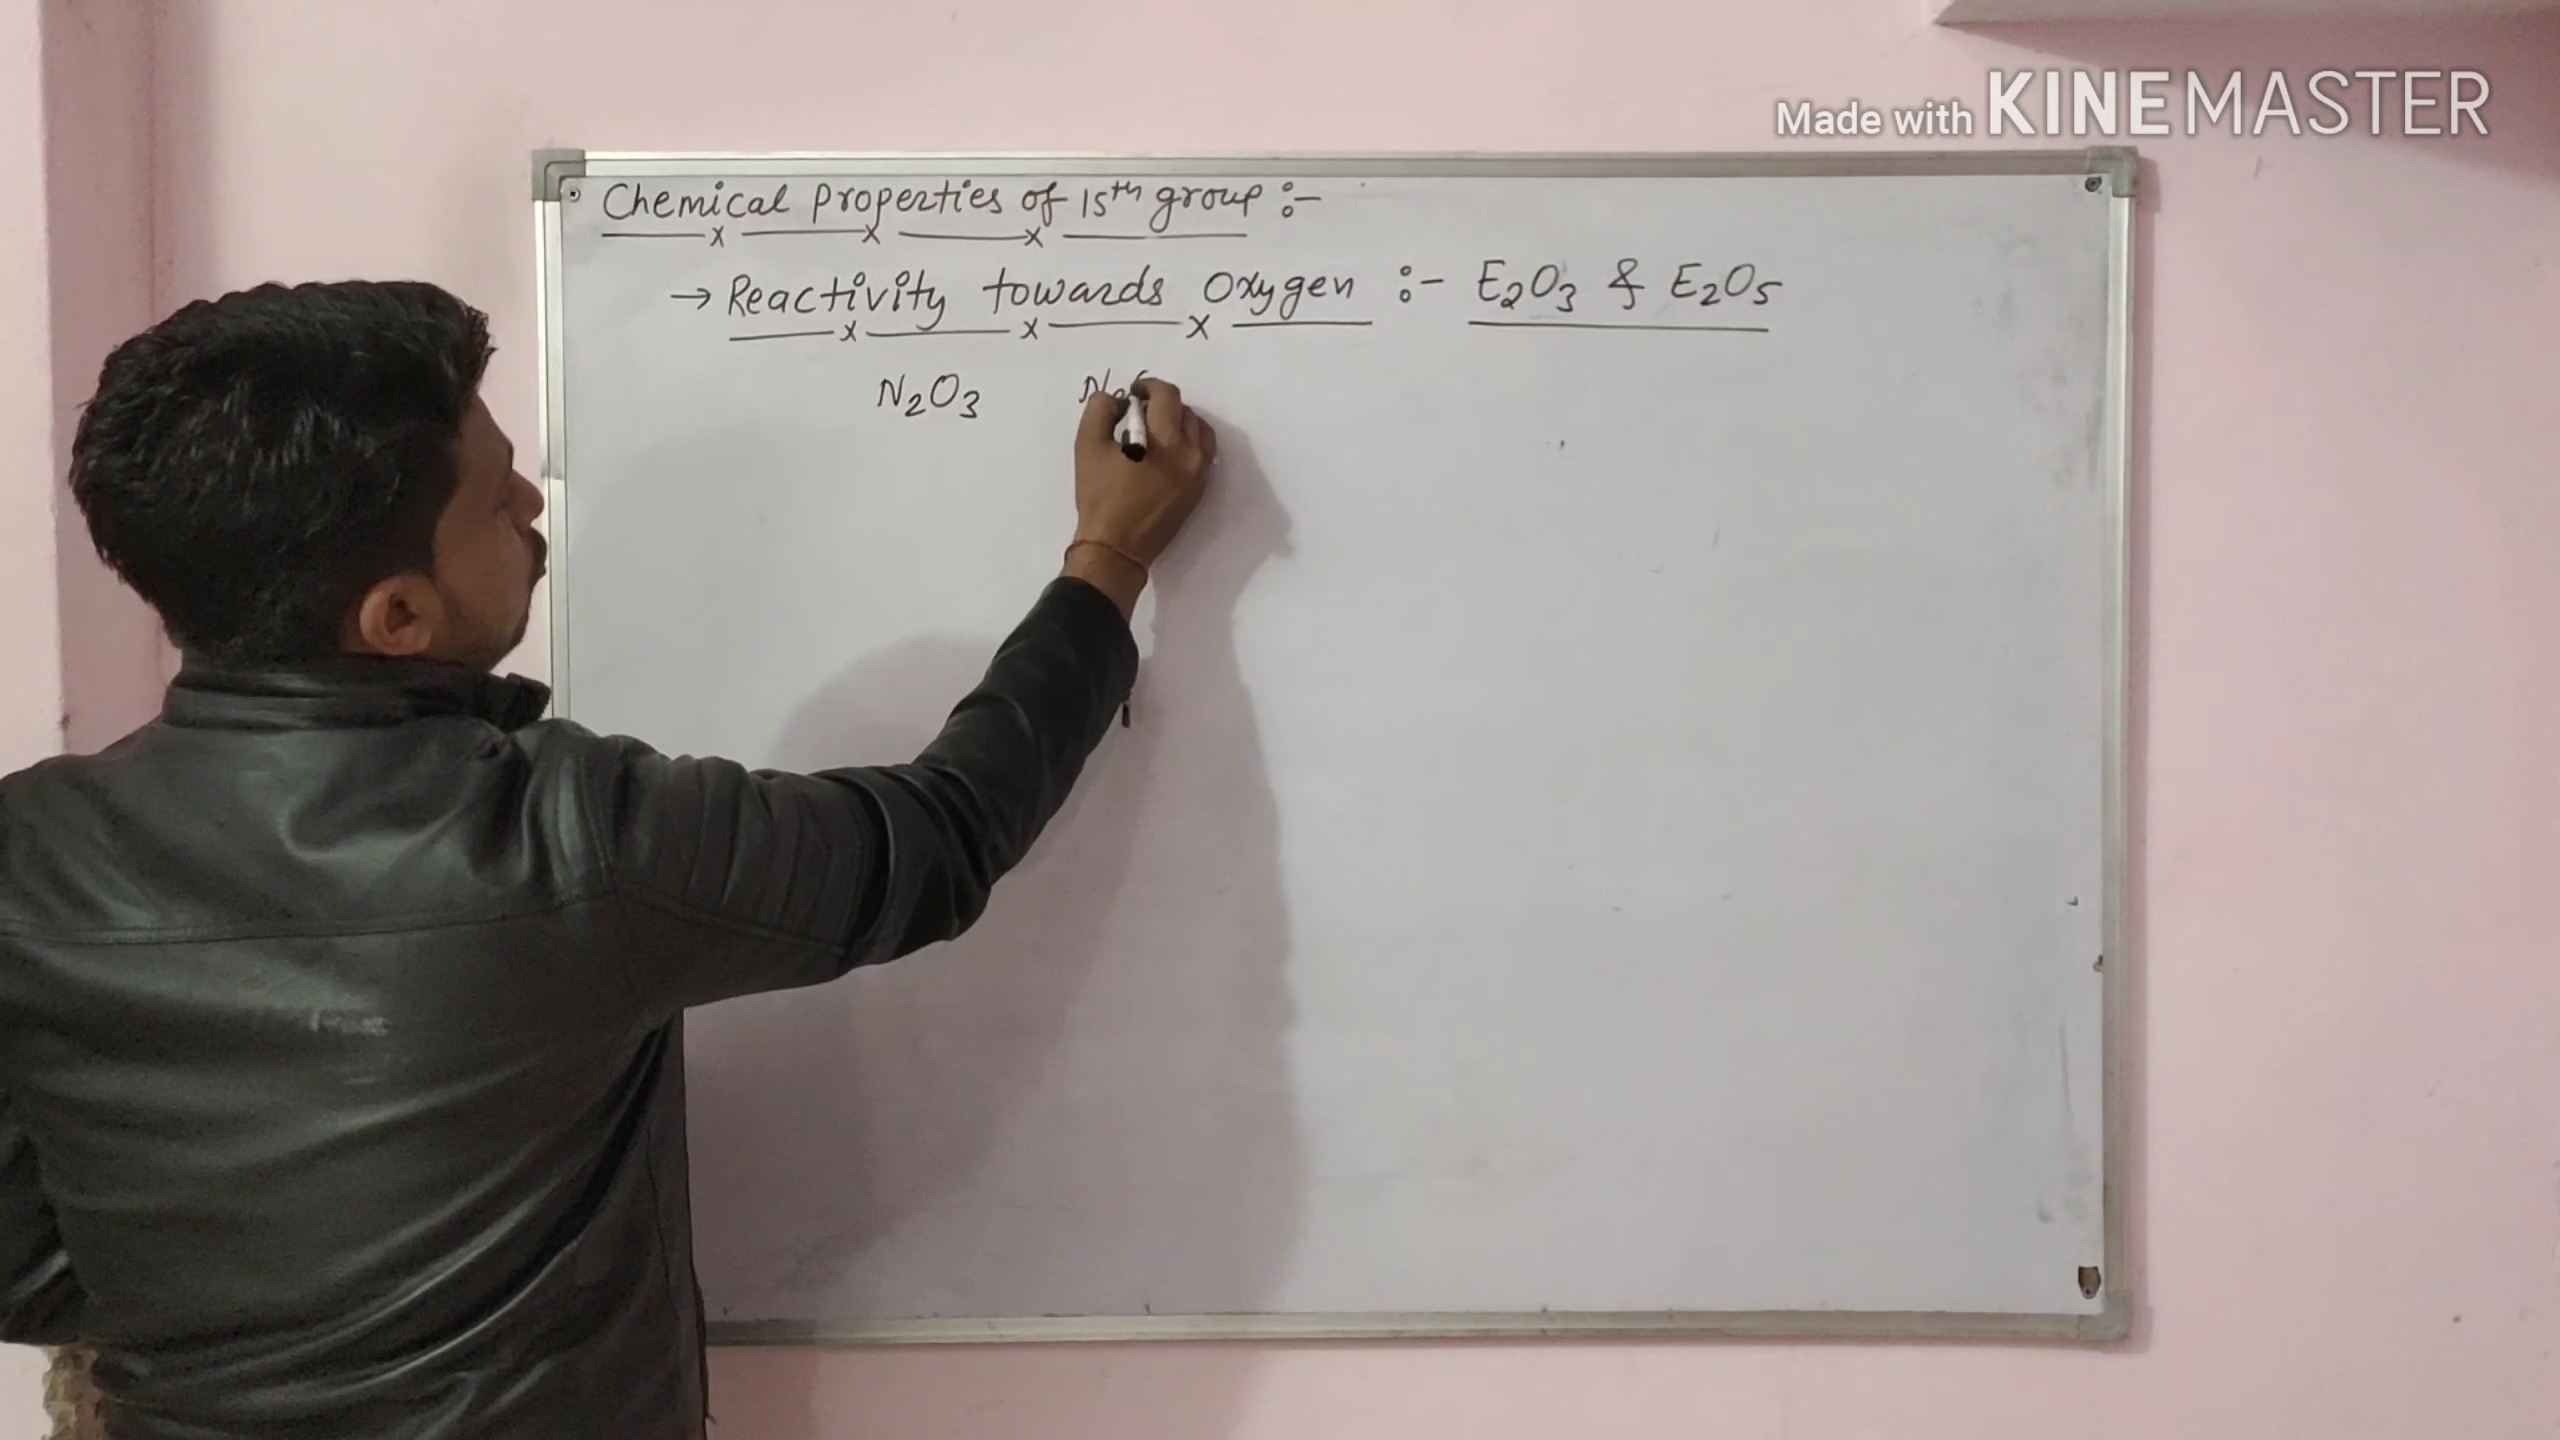 Made with KINEMASTER
Chemical Properties of 15th group :-
→ Reactivity towards Oxygen :- E₂O₃ & E₂O₅
N₂O₃